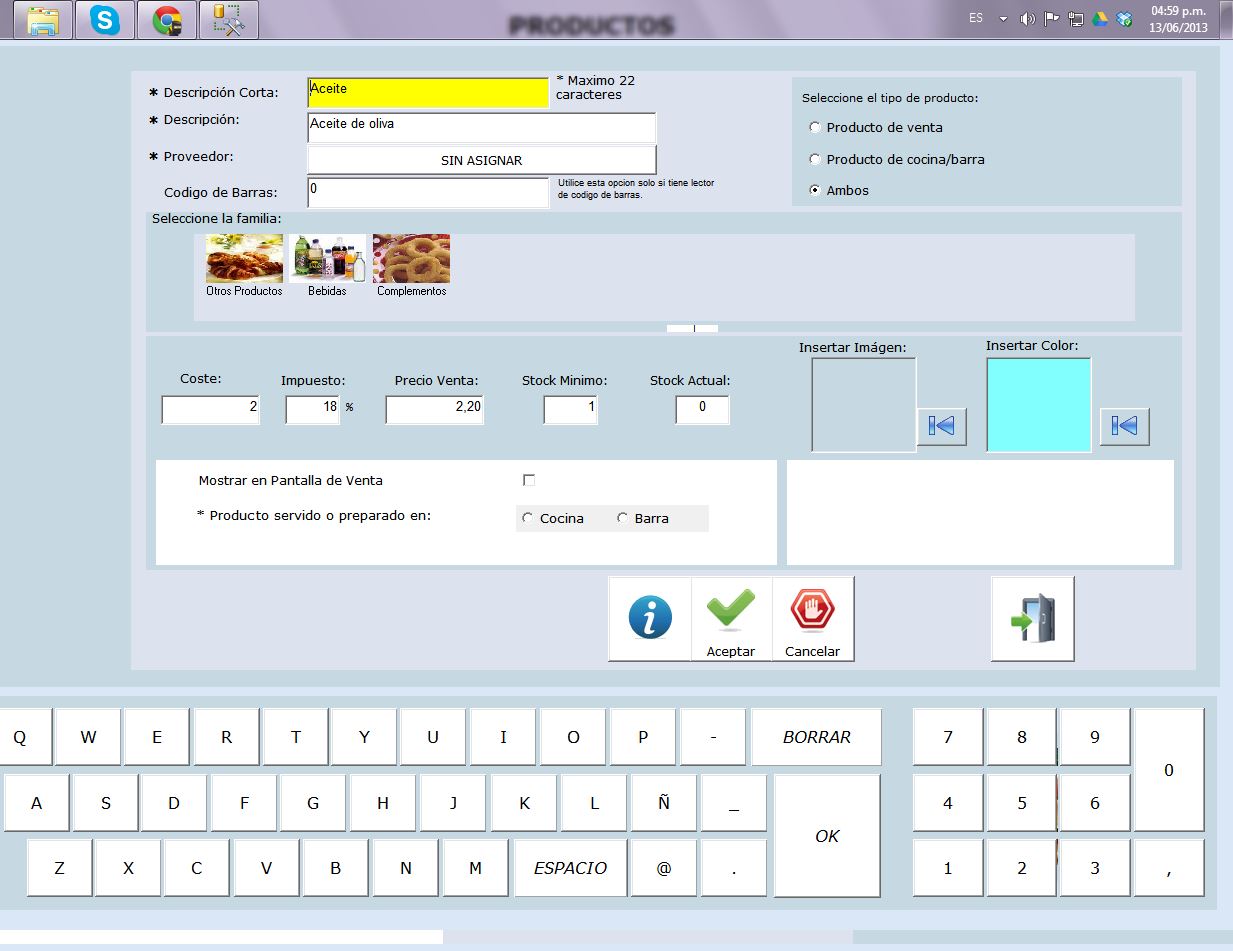 PRODUCTOS
ES
04:59 p.m.
13/06/2013
* Descripción Corta:
Aceite
* Maximo 22
caracteres
* Descripción:
Aceite de oliva
* Proveedor:
SIN ASIGNAR
Codigo de Barras:
0
Utilice esta opcion solo si tiene lector
de codigo de barras.
Seleccione el tipo de producto:
Producto de venta
Producto de cocina/barra
Ambos
Seleccione la familia:
Otros Productos
Bebidas
Complementos
Coste:
Impuesto:
Precio Venta:
Stock Minimo:
Stock Actual:
2
18 %
2,20
1
0
Insertar Imágen:
Insertar Color:
Mostrar en Pantalla de Venta
* Producto servido o preparado en:
Cocina
Barra
Aceptar
Cancelar
Q W E R T Y U I O P - BORRAR 7 8 9
0
A S D F G H J K L Ñ _ 4 5 6
OK
Z X C V B N M ESPACIO @ . 1 2 3 ,